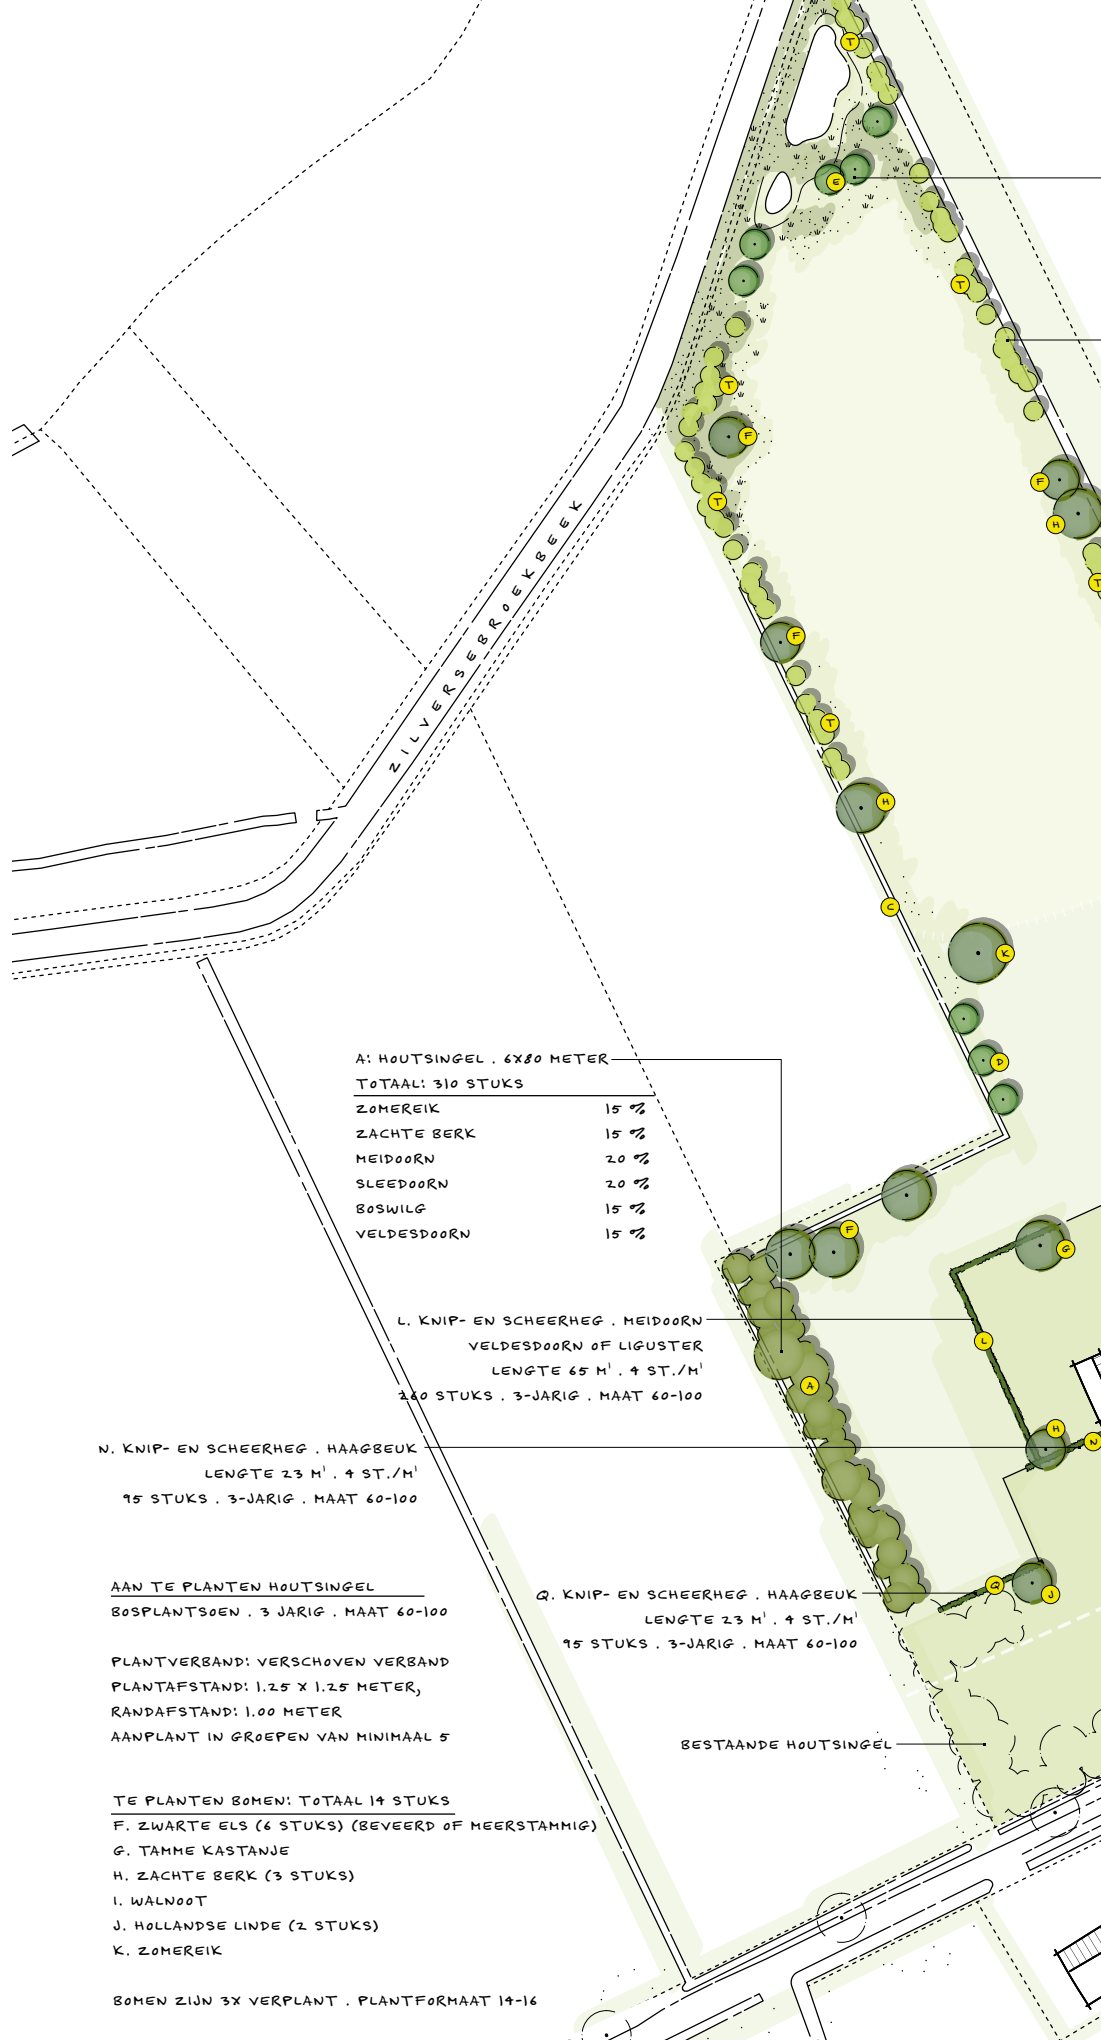 T
E
T
T
F
F
H
T
T
F
ZILVERSEBROEKBEEK
T
H
C
K
D
A: HOUTSINGEL . 6X80 METER
TOTAAL: 310 STUKS
ZOMEREIK 15 %
ZACHTE BERK 15 %
MEIDOORN 20 %
SLEEDOORN 20 %
BOSWILG 15 %
VELDESDOORN 15 %
F
G
L. KNIP- EN SCHEERHEG . MEIDOORN
VELDESDOORN OF LIGUSTER
LENGTE 65 M' . 4 ST./M'
260 STUKS . 3-JARIG . MAAT 60-100
L
A
H
N
N. KNIP- EN SCHEERHEG . HAAGBEUK
LENGTE 23 M' . 4 ST./M'
95 STUKS . 3-JARIG . MAAT 60-100
AAN TE PLANTEN HOUTSINGEL
BOSPLANTSOEN . 3 JARIG . MAAT 60-100
PLANTVERBAND: VERSCHOVEN VERBAND
PLANTAFSTAND: 1.25 X 1.25 METER,
RANDAFSTAND: 1.00 METER
AANPLANT IN GROEPEN VAN MINIMAAL 5
Q. KNIP- EN SCHEERHEG . HAAGBEUK
LENGTE 23 M' . 4 ST./M'
95 STUKS . 3-JARIG . MAAT 60-100
Q
J
BESTAANDE HOUTSINGEL
TE PLANTEN BOMEN: TOTAAL 14 STUKS
F. ZWARTE ELS (6 STUKS) (BEVEERD OF MEERSTAMMIG)
G. TAMME KASTANJE
H. ZACHTE BERK (3 STUKS)
I. WALNOOT
J. HOLLANDSE LINDE (2 STUKS)
K. ZOMEREIK
BOMEN ZIJN 3X VERPLANT . PLANTFORMAAT 14-16